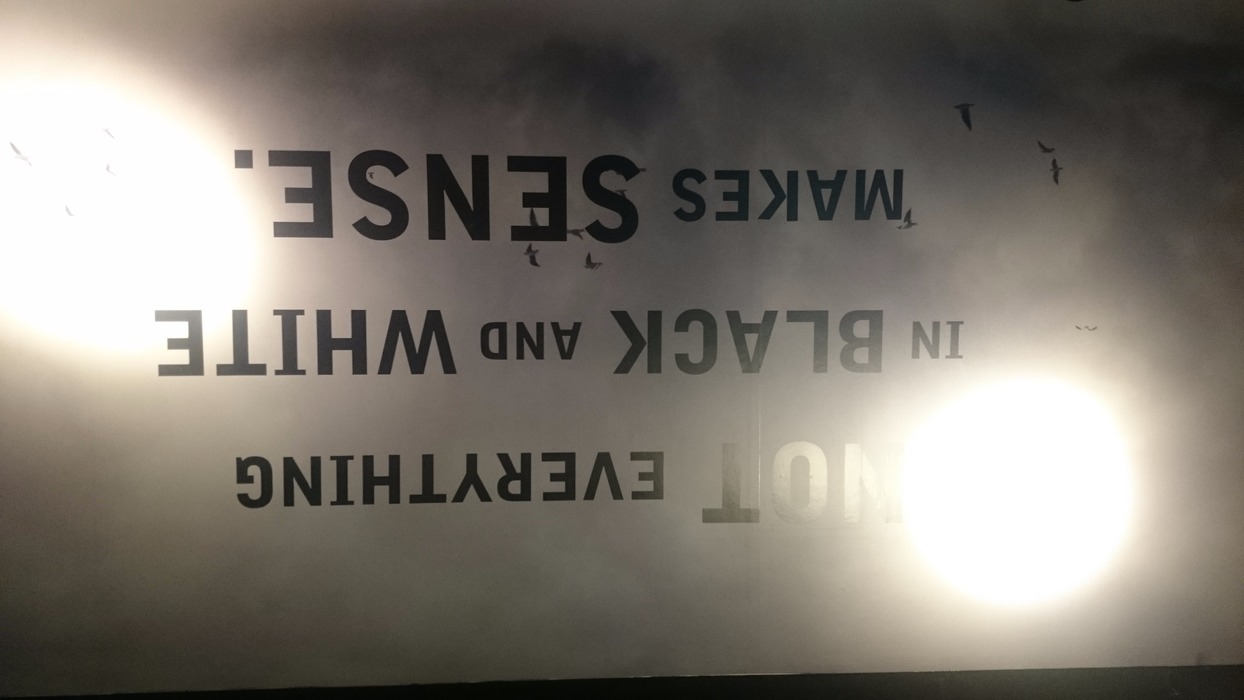 NOT EVERYTHING
IN BLACK AND WHITE
MAKES SENSE.